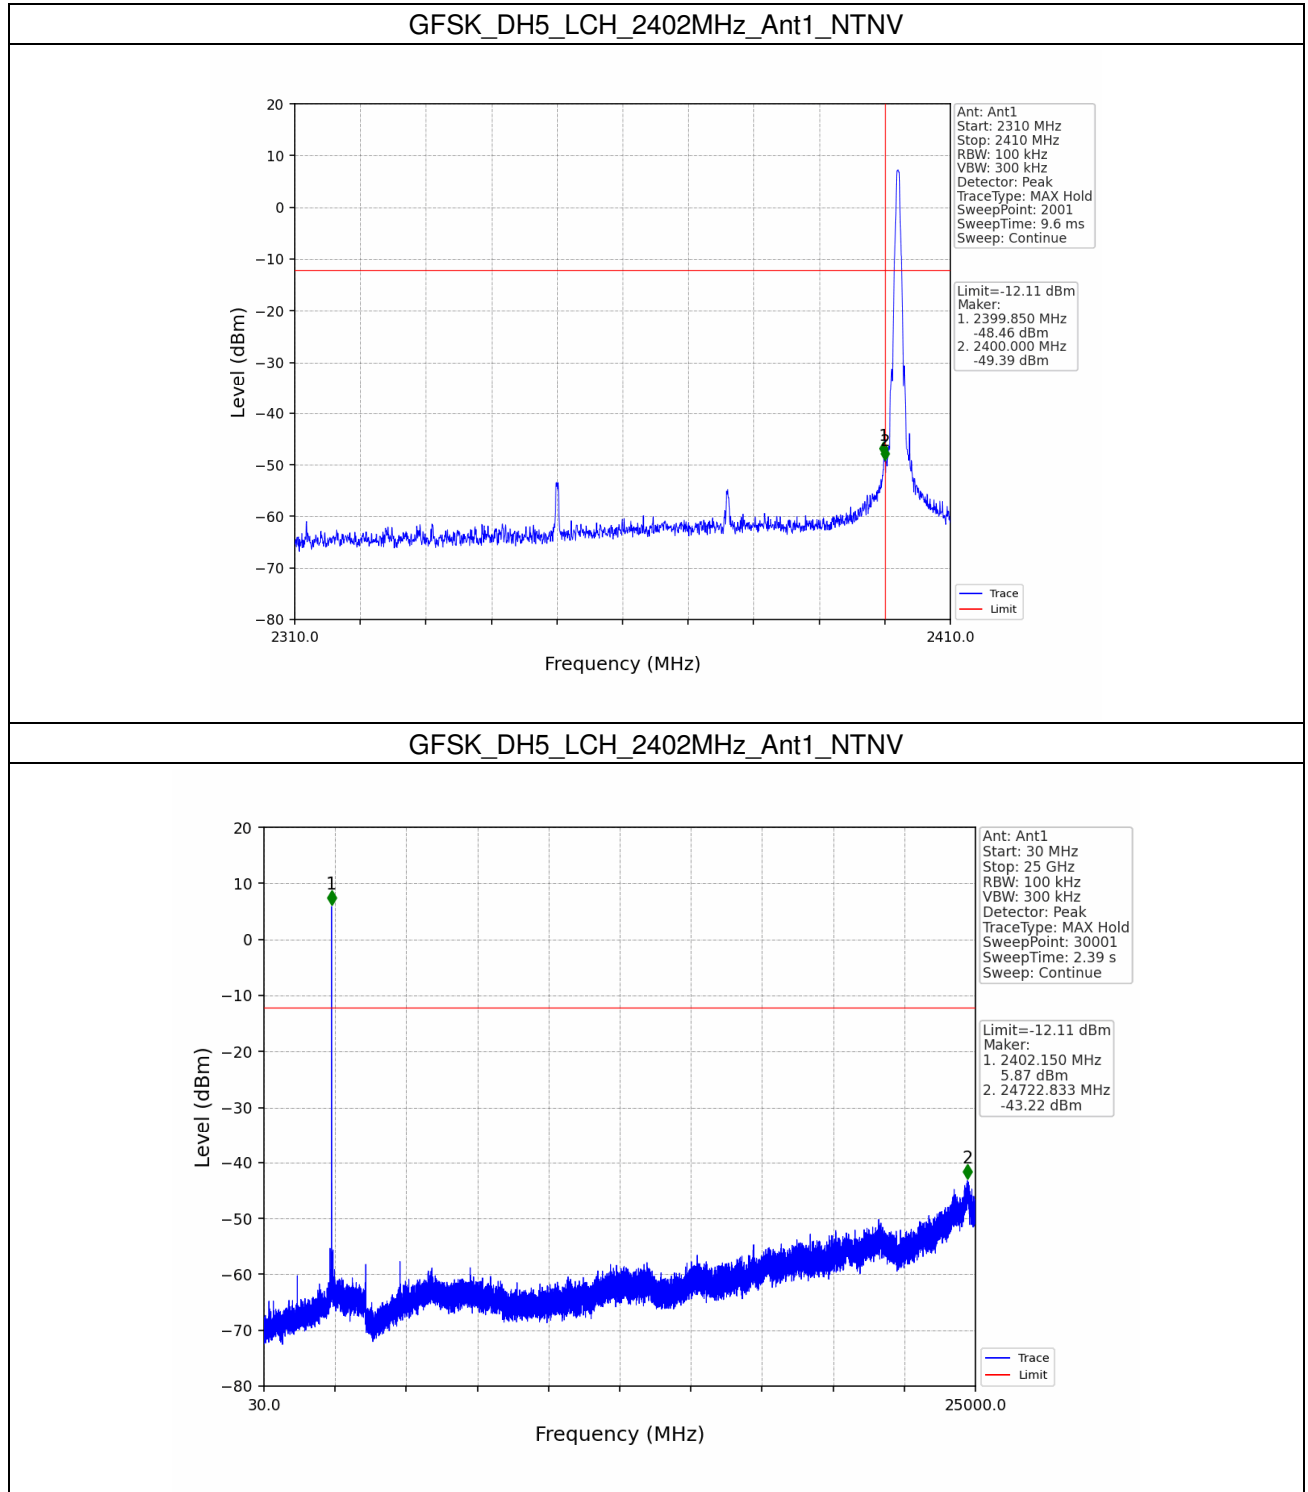 GFSK_DH5_LCH_2402MHz_Ant1_NTNV
20
10
0
−10
−20
−30
−40
−50
−60
−70
−80
Level (dBm)
2310.0
2410.0
Frequency (MHz)
1
2
Ant: Ant1
Start: 2310 MHz
Stop: 2410 MHz
RBW: 100 kHz
VBW: 300 kHz
Detector: Peak
TraceType: MAX Hold
SweepPoint: 2001
SweepTime: 9.6 ms
Sweep: Continue
Limit=-12.11 dBm
Maker:
1. 2399.850 MHz
-48.46 dBm
2. 2400.000 MHz
-49.39 dBm
Trace
Limit
GFSK_DH5_LCH_2402MHz_Ant1_NTNV
20
10
0
−10
−20
−30
−40
−50
−60
−70
−80
Level (dBm)
30.0
25000.0
Frequency (MHz)
1
2
Ant: Ant1
Start: 30 MHz
Stop: 25 GHz
RBW: 100 kHz
VBW: 300 kHz
Detector: Peak
TraceType: MAX Hold
SweepPoint: 30001
SweepTime: 2.39 s
Sweep: Continue
Limit=-12.11 dBm
Maker:
1. 2402.150 MHz
5.87 dBm
2. 24722.833 MHz
-43.22 dBm
Trace
Limit